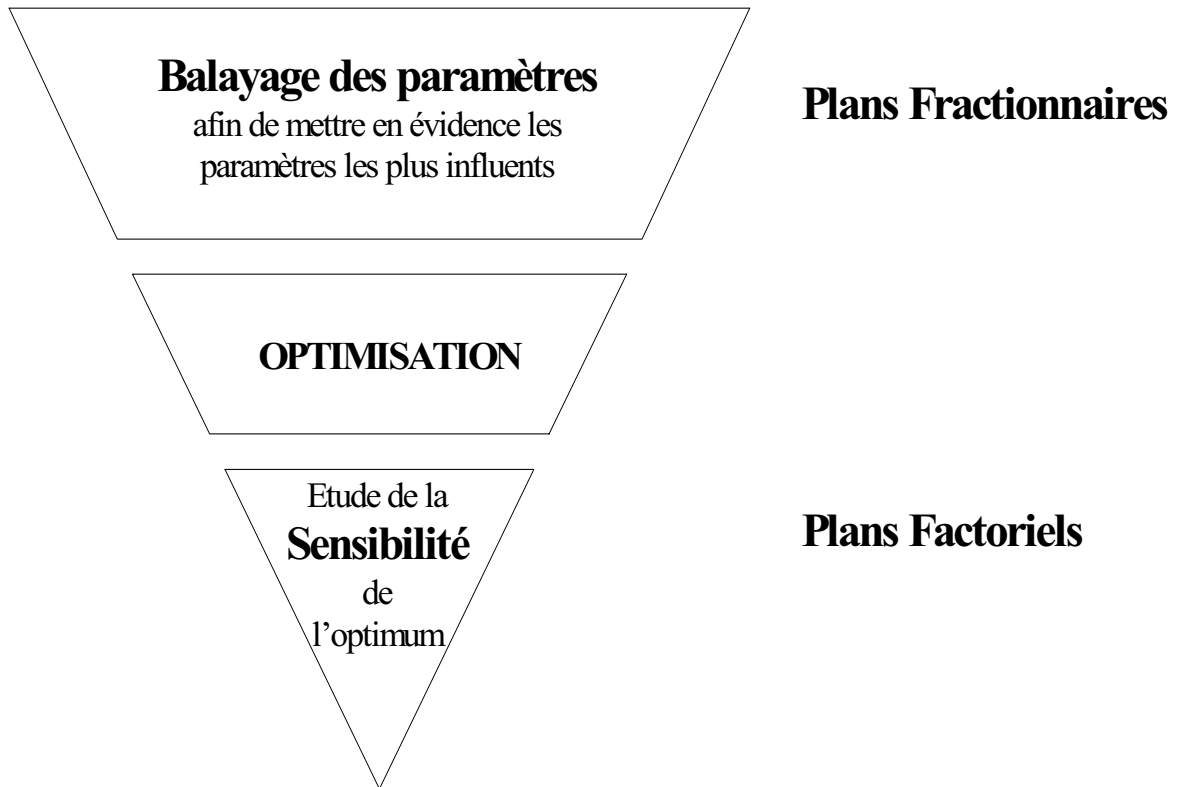 Balayage des paramètres
afin de mettre en évidence les
paramètres les plus influents
Plans Fractionnaires
OPTIMISATION
Etude de la
Sensibilité
de
l’optimum
Plans Factoriels